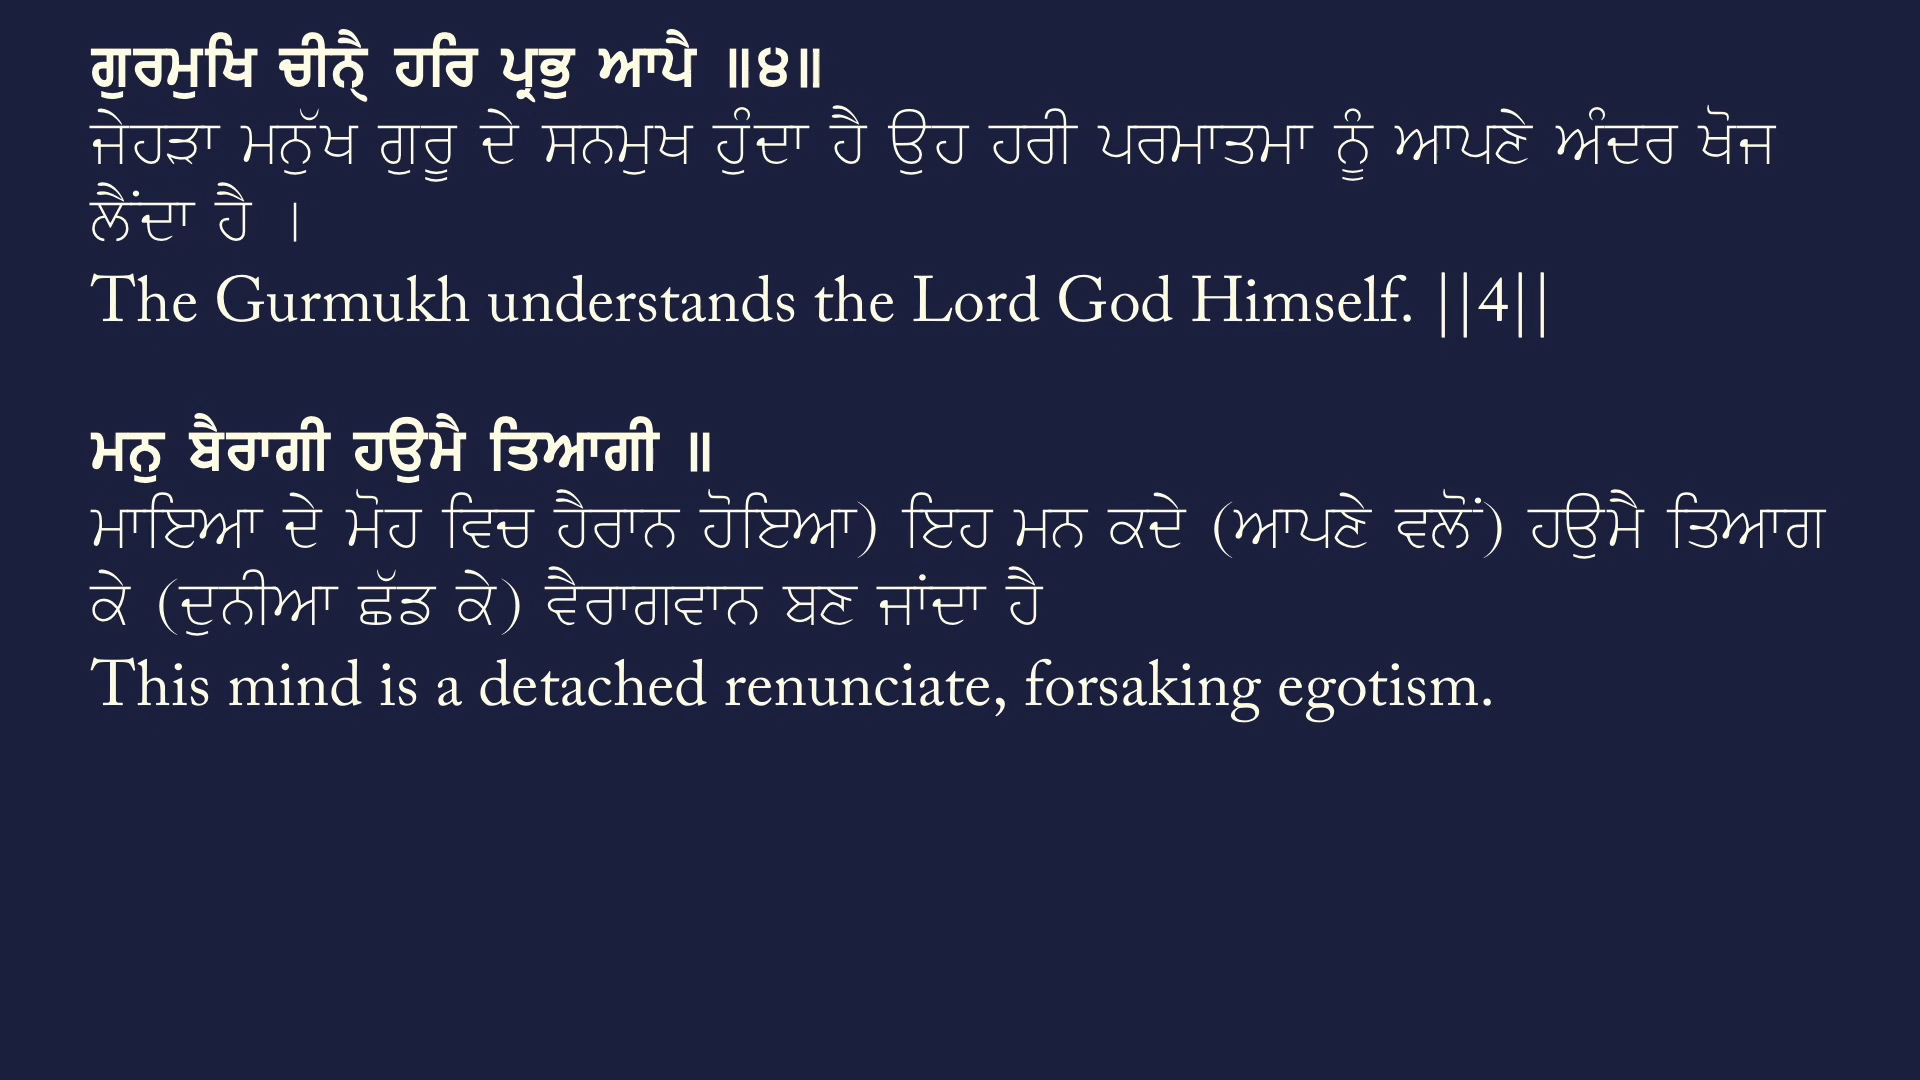 ਗੁਰਮੁਖਿ ਚੀਨੑੈ ਹਰਿ ਪ੍ਰਭੁ ਆਪੈ ॥੪॥
ਜੇਹੜਾ ਮਨੁੱਖ ਗੁਰੂ ਦੇ ਸਨਮੁਖ ਹੁੰਦਾ ਹੈ ਉਹ ਹਰੀ ਪਰਮਾਤਮਾ ਨੂੰ ਆਪਣੇ ਅੰਦਰ ਖੋਜ
ਲੈਂਦਾ ਹੈ ।
The Gurmukh understands the Lord God Himself. ||4||
ਮਨੁ ਬੈਰਾਗੀ ਹਉਮੈ ਤਿਆਗੀ ॥
ਮਾਇਆ ਦੇ ਮੋਹ ਵਿਚ ਹੈਰਾਨ ਹੋਇਆ) ਇਹ ਮਨ ਕਦੇ (ਆਪਣੇ ਵਲੋਂ) ਹਉਮੈ ਤਿਆਗ
ਕੇ (ਦੁਨੀਆ ਛੱਡ ਕੇ) ਵੈਰਾਗਵਾਨ ਬਣ ਜਾਂਦਾ ਹੈ
This mind is a detached renunciate, forsaking egotism.